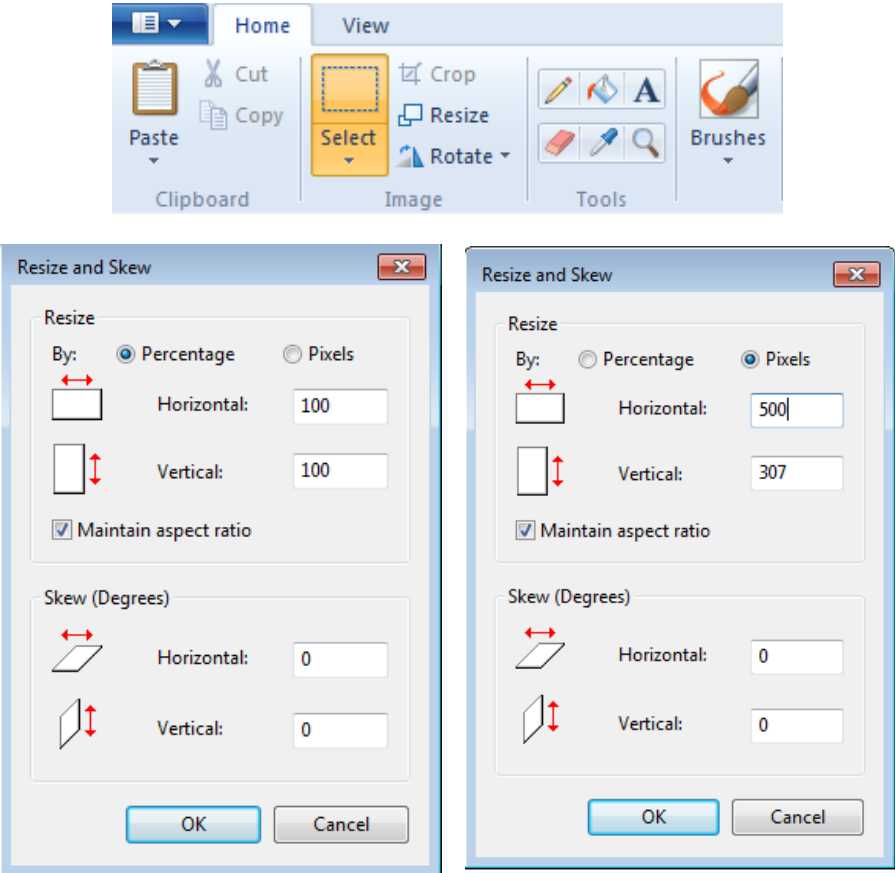 Home View
Cut Crop
Copy Resize A
Paste Select Rotate Brushes
Clipboard Image Tools
Resize and Skew
Resize
By: Percentage Pixels
Horizontal: 100
Vertical: 100
Maintain aspect ratio
Skew (Degrees)
Horizontal: 0
Vertical: 0
OK Cancel
Resize and Skew
Resize
By: Percentage Pixels
Horizontal: 500
Vertical: 307
Maintain aspect ratio
Skew (Degrees)
Horizontal: 0
Vertical: 0
OK Cancel